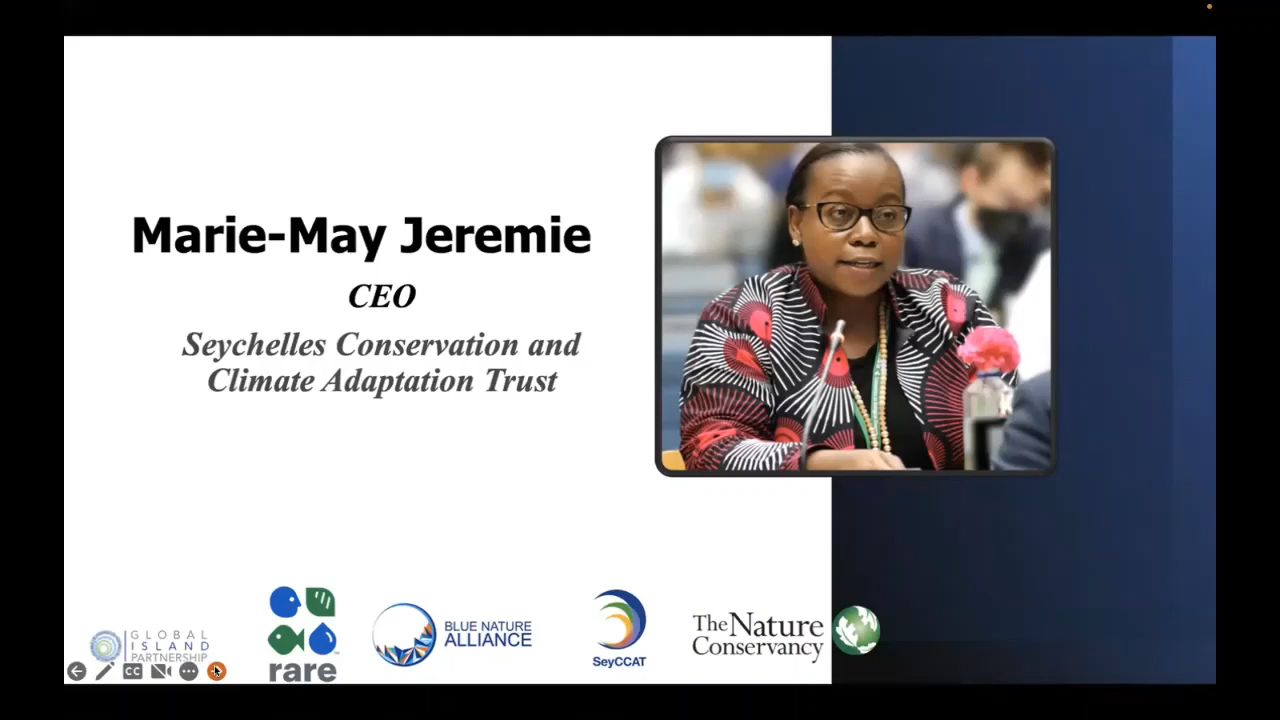 Marie-May Jeremie
CEO
Seychelles Conservation and
Climate Adaptation Trust
GLOBAL
ISLAND
PARTNERSHIP
CC
rare
BLUE NATURE
ALLIANCE
SeyCCAT
The Nature
Conservancy